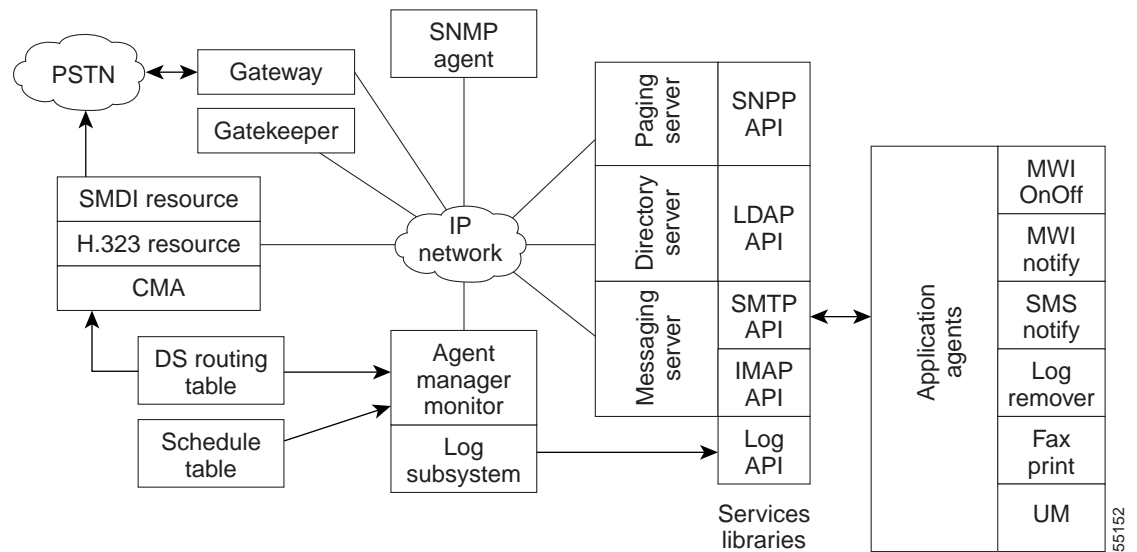 PSTN
Gateway
SNMP
agent
Gatekeeper
SMDI resource
H.323 resource
CMA
IP
network
DS routing
table
Schedule
table
Agent
manager
monitor
Log
subsystem
Paging
server
Directory
server
Messaging
server
SNPP
API
LDAP
API
SMTP
API
IMAP
API
Log
API
Services
libraries
Application
agents
MWI
OnOff
MWI
notify
SMS
notify
Log
remover
Fax
print
UM
55152